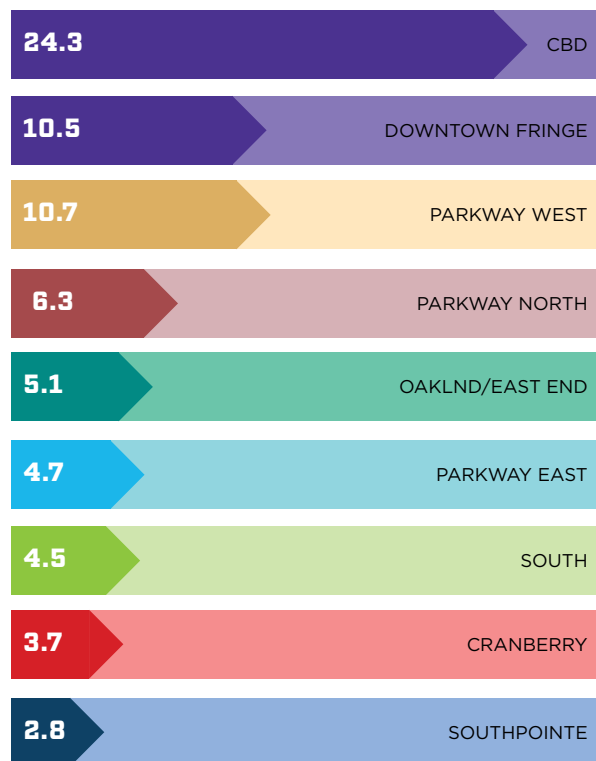 24.3 CBD
10.5 DOWNTOWN FRINGE
10.7 PARKWAY WEST
6.3 PARKWAY NORTH
5.1 OAKLND/EAST END
4.7 PARKWAY EAST
4.5 SOUTH
3.7 CRANBERRY
2.8 SOUTHPOINTE